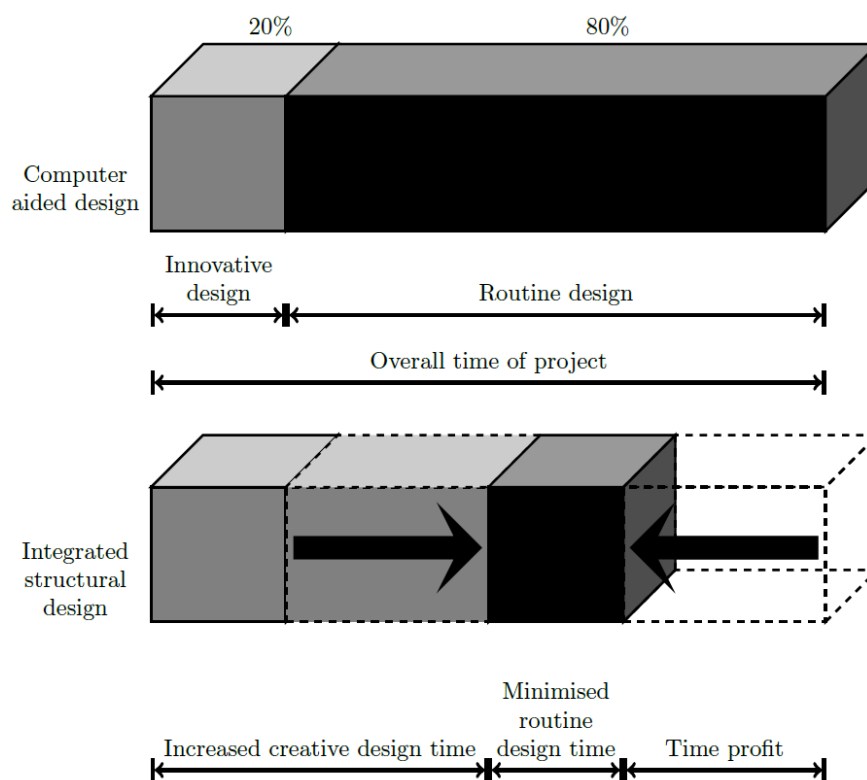 20%
80%
Computer
aided design
Innovative
design
Routine design
Overall time of project
Integrated
structural
design
Increased creative design time
Minimised
routine
design time
Time profit